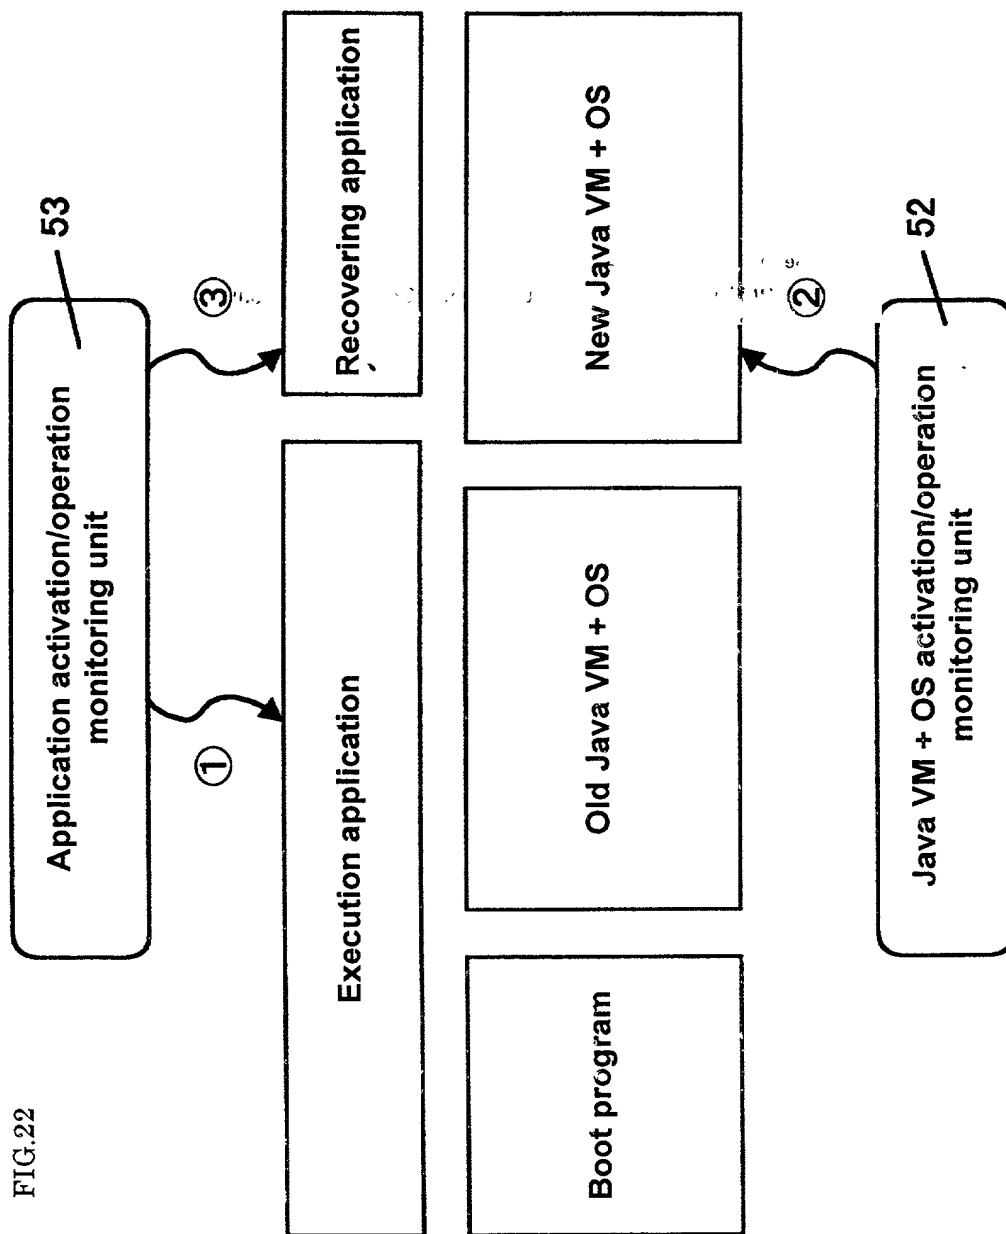 FIG.22
Application activation/operation
monitoring unit
53
①
③
Execution application
Recovering application
Boot program
Old Java VM + OS
New Java VM + OS
②
Java VM + OS activation/operation
monitoring unit
52